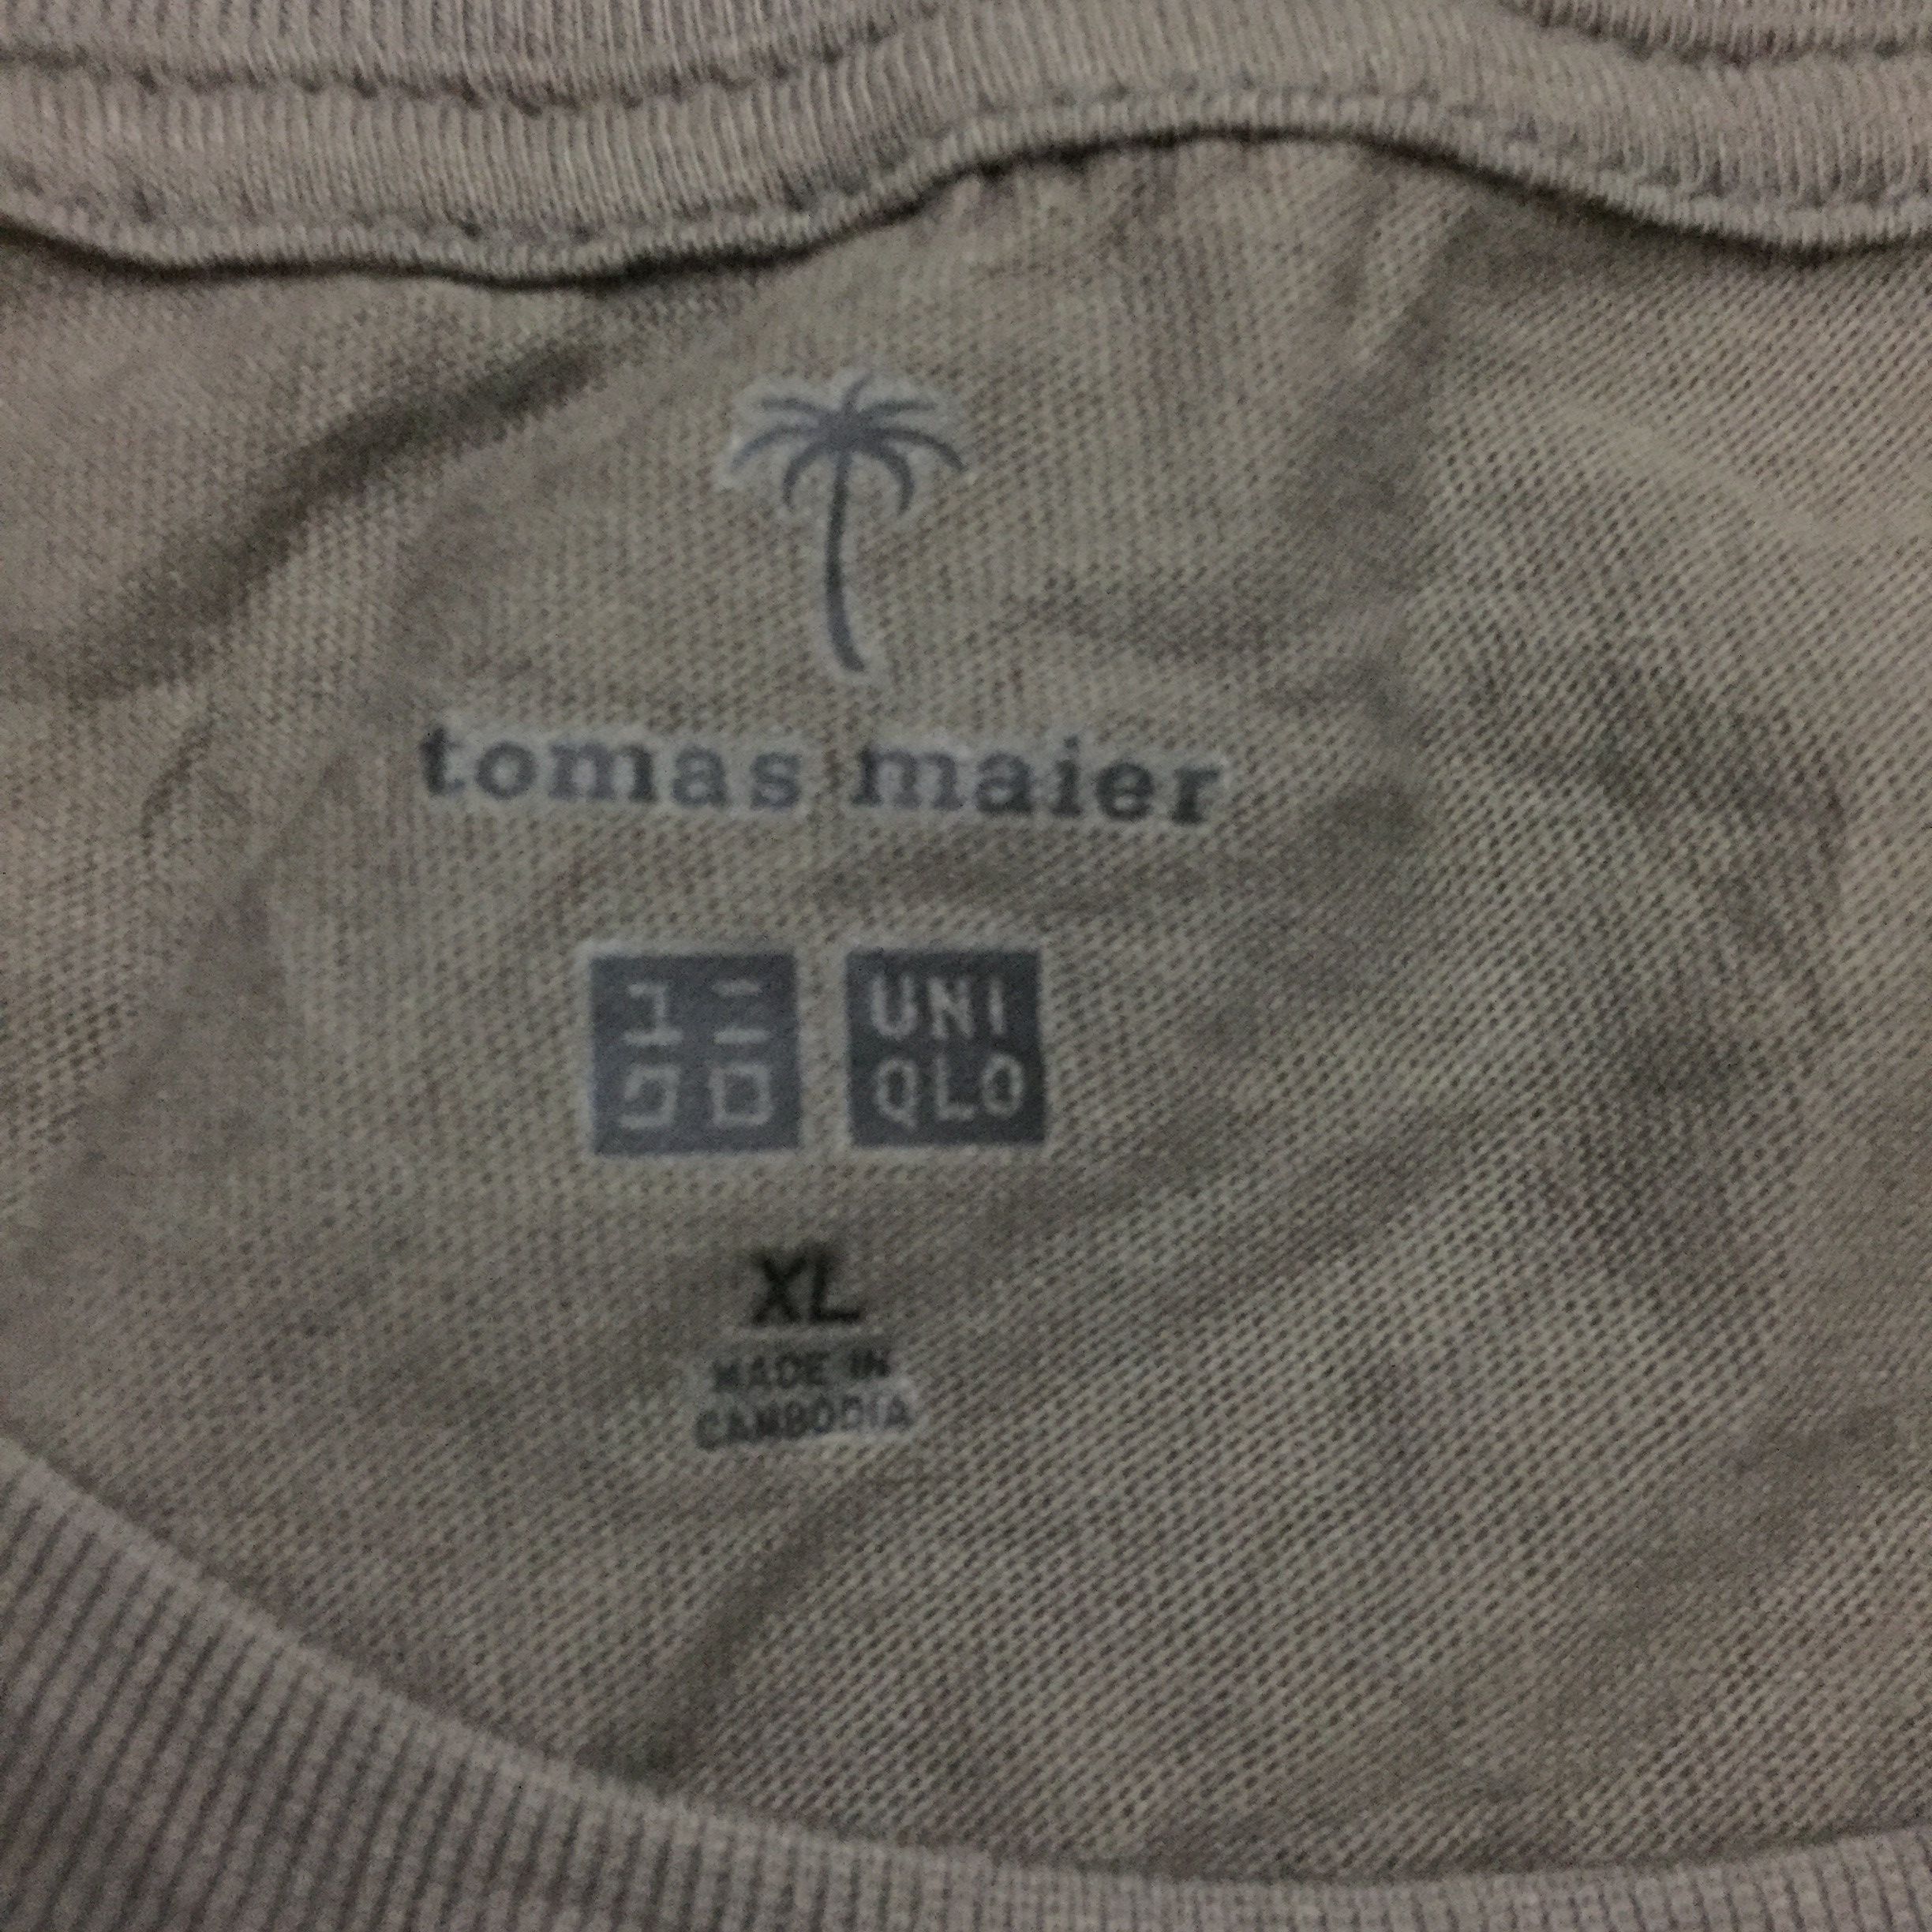 tomas maier
ユニ UNI
クロ QLO
XL
MADE IN
CAMBODIA